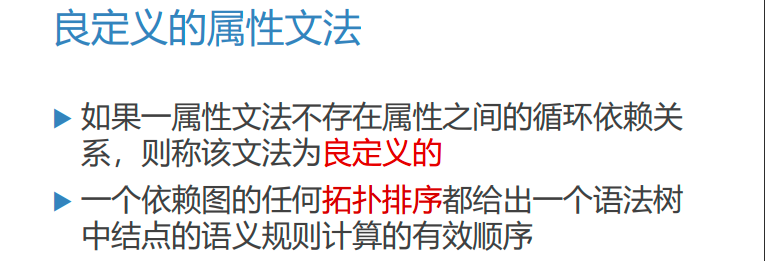 良定义的属性文法
如果一属性文法不存在属性之间的循环依赖关
系，则称该文法为良定义的
一个依赖图的任何拓扑排序都给出一个语法树
中结点的语义规则计算的有效顺序